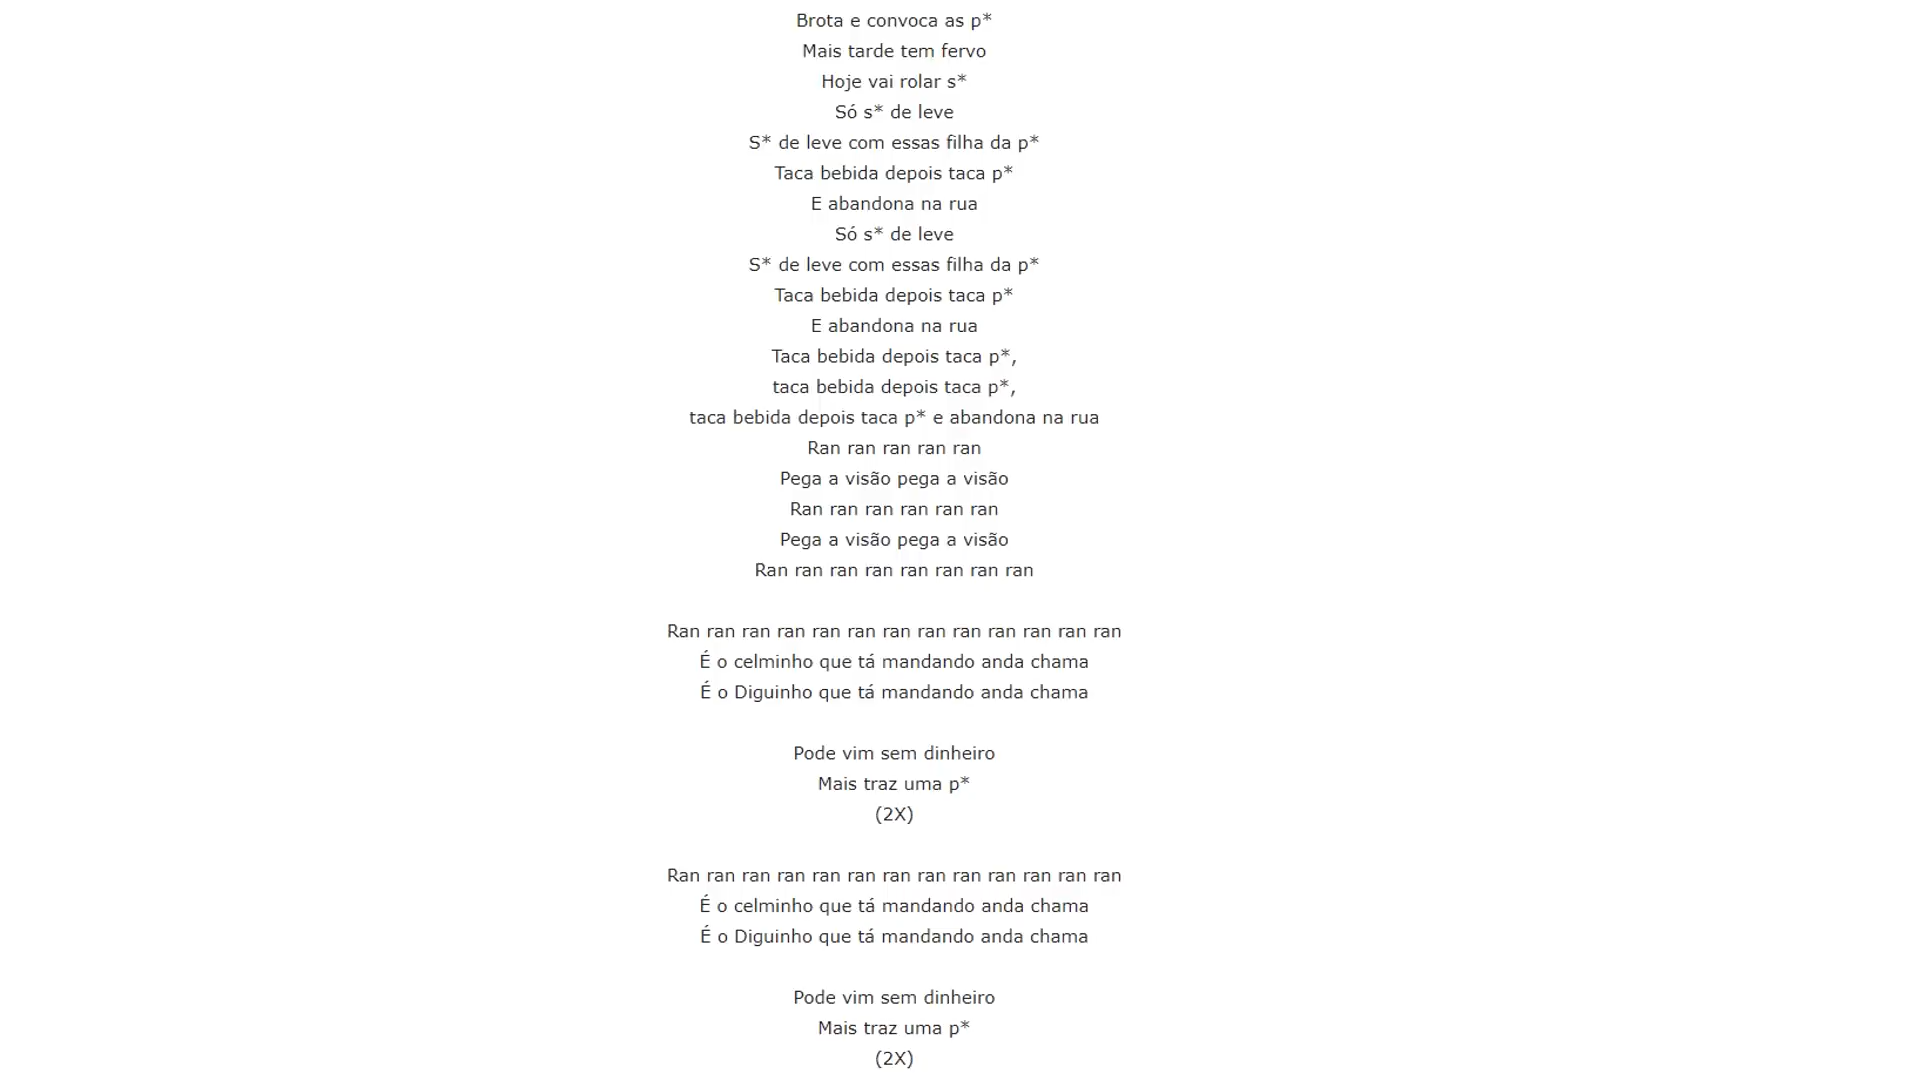 Brota e convoca as p*
Mais tarde tem fervo
Hoje vai rolar s*
Só s* de leve
S* de leve com essas filha da p*
Taca bebida depois taca p*
E abandona na rua
Só s* de leve
S* de leve com essas filha da p*
Taca bebida depois taca p*
E abandona na rua
Taca bebida depois taca p*,
taca bebida depois taca p*,
taca bebida depois taca p* e abandona na rua
Ran ran ran ran ran
Pega a visão pega a visão
Ran ran ran ran ran ran
Pega a visão pega a visão
Ran ran ran ran ran ran ran ran
Ran ran ran ran ran ran ran ran ran ran ran ran ran
É o celminho que tá mandando anda chama
É o Diguinho que tá mandando anda chama
Pode vim sem dinheiro
Mais traz uma p*
(2X)
Ran ran ran ran ran ran ran ran ran ran ran ran ran
É o celminho que tá mandando anda chama
É o Diguinho que tá mandando anda chama
Pode vim sem dinheiro
Mais traz uma p*
(2X)